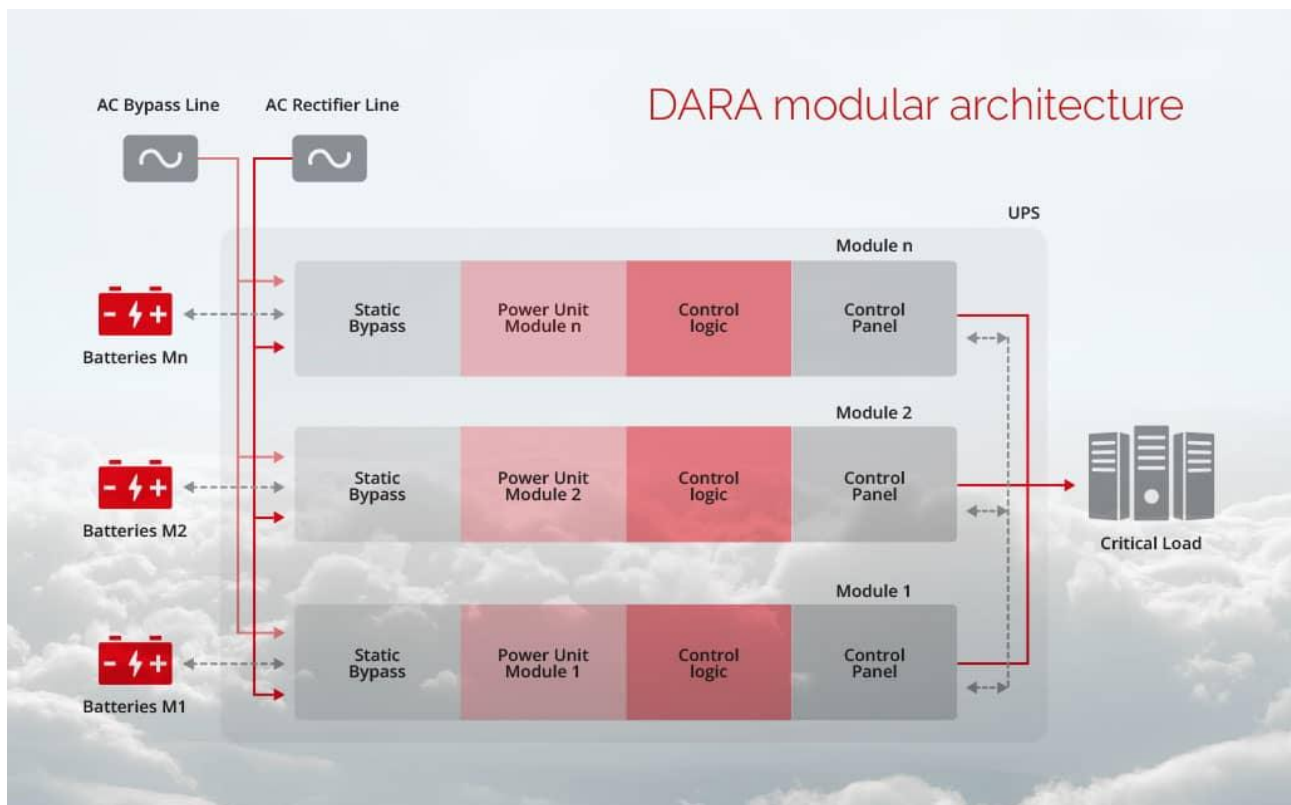 DARA modular architecture
AC Bypass Line
AC Rectifier Line
UPS
Module n
Static
Bypass
Power Unit
Module n
Control
logic
Control
Panel
Batteries Mn
Module 2
Static
Bypass
Power Unit
Module 2
Control
logic
Control
Panel
Batteries M2
Critical Load
Module 1
Static
Bypass
Power Unit
Module 1
Control
logic
Control
Panel
Batteries M1